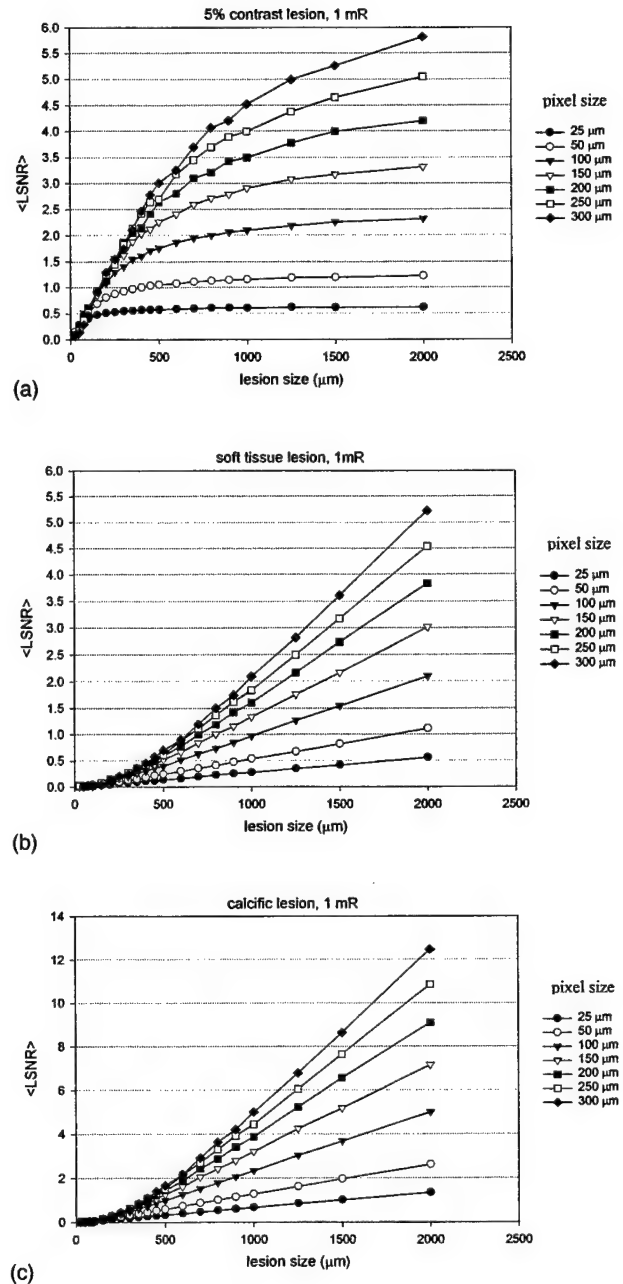 5% contrast lesion, 1 mR
6.0
5.5
5.0
4.5
4.0
3.5
3.0
2.5
2.0
1.5
1.0
0.5
0.0
<LSNR>
0 500 1000 1500 2000 2500
lesion size (µm)
pixel size
25 µm
50 µm
100 µm
150 µm
200 µm
250 µm
300 µm
(a)
soft tissue lesion, 1mR
6.0
5.5
5.0
4.5
4.0
3.5
3.0
2.5
2.0
1.5
1.0
0.5
0.0
<LSNR>
0 500 1000 1500 2000 2500
lesion size (µm)
pixel size
25 µm
50 µm
100 µm
150 µm
200 µm
250 µm
300 µm
(b)
calcific lesion, 1 mR
14
12
10
8
6
4
2
0
<LSNR>
0 500 1000 1500 2000 2500
lesion size (µm)
pixel size
25 µm
50 µm
100 µm
150 µm
200 µm
250 µm
300 µm
(c)